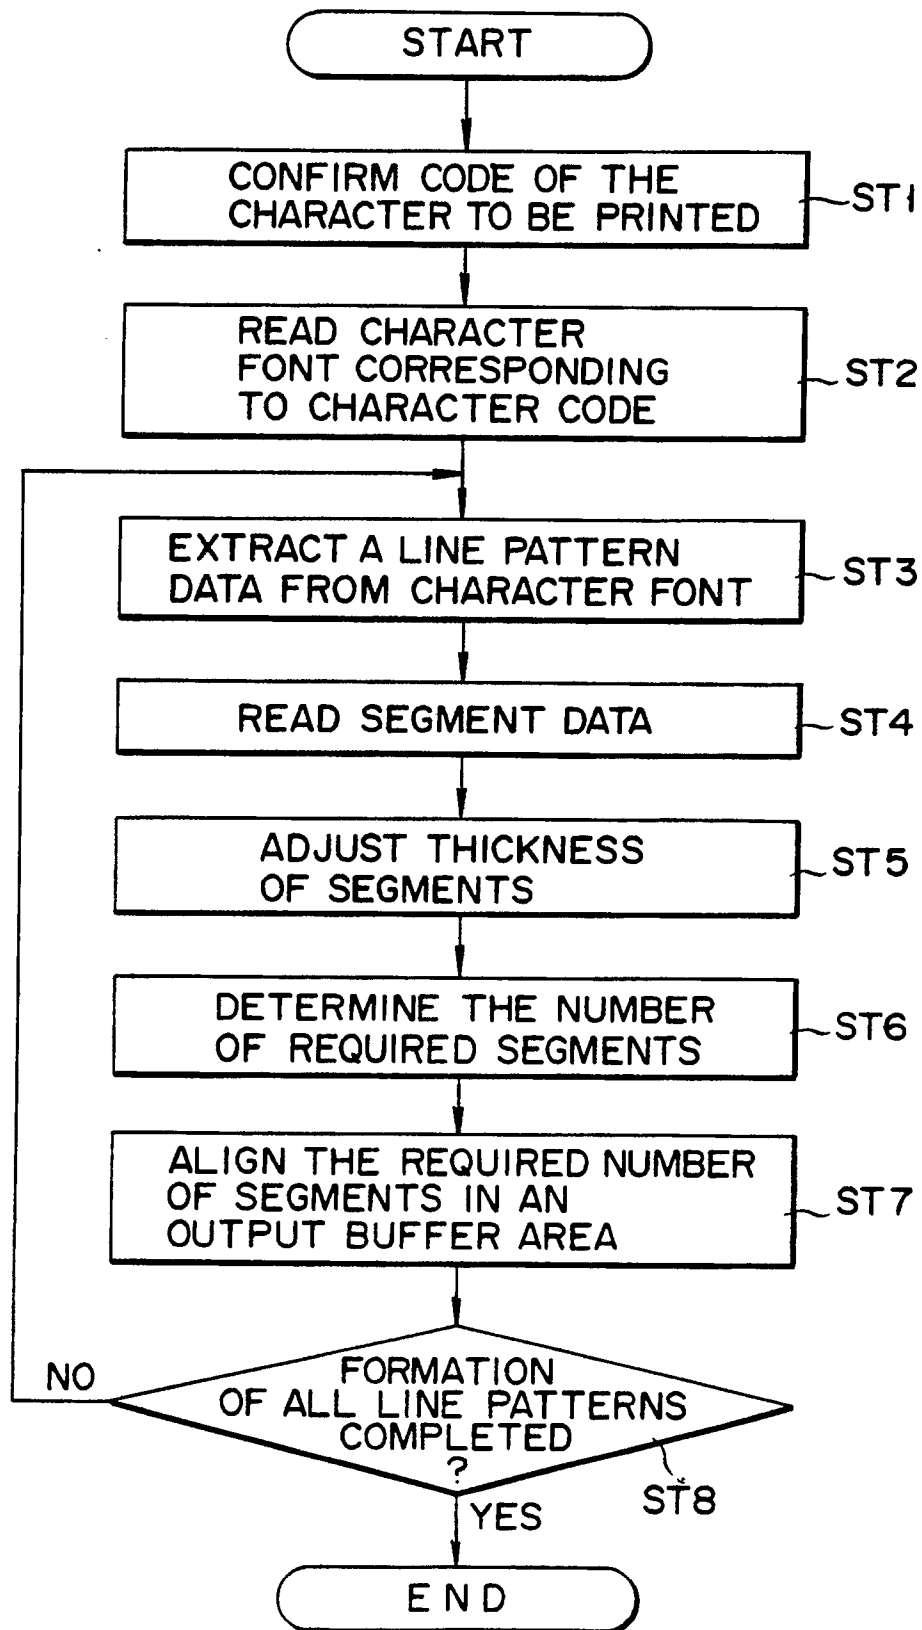 START
CONFIRM CODE OF THE
CHARACTER TO BE PRINTED
ST1
READ CHARACTER
FONT CORRESPONDING
TO CHARACTER CODE
ST2
EXTRACT A LINE PATTERN
DATA FROM CHARACTER FONT
ST3
READ SEGMENT DATA
ST4
ADJUST THICKNESS
OF SEGMENTS
ST5
DETERMINE THE NUMBER
OF REQUIRED SEGMENTS
ST6
ALIGN THE REQUIRED NUMBER
OF SEGMENTS IN AN
OUTPUT BUFFER AREA
ST7
NO
FORMATION
OF ALL LINE PATTERNS
COMPLETED
?
ST8
YES
END